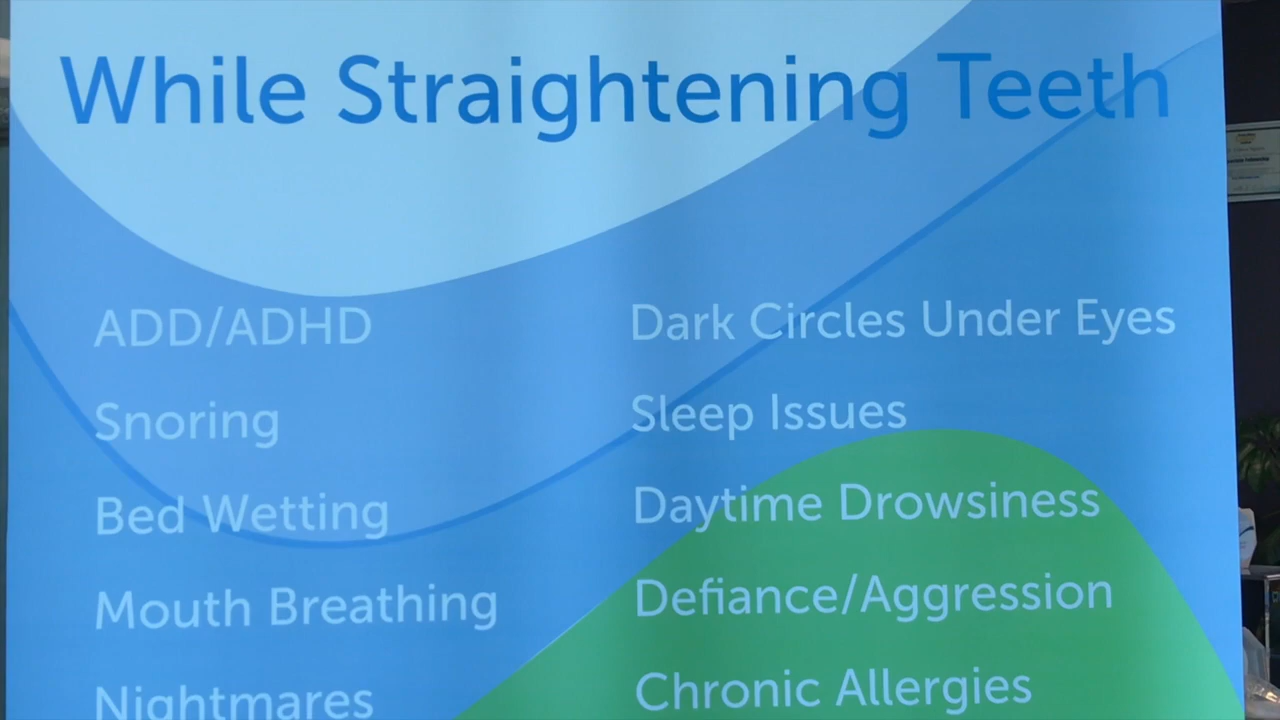 While Straightening Teeth
ADD/ADHD
Snoring
Bed Wetting
Mouth Breathing
Nightmares
Dark Circles Under Eyes
Sleep Issues
Daytime Drowsiness
Defiance/Aggression
Chronic Allergies